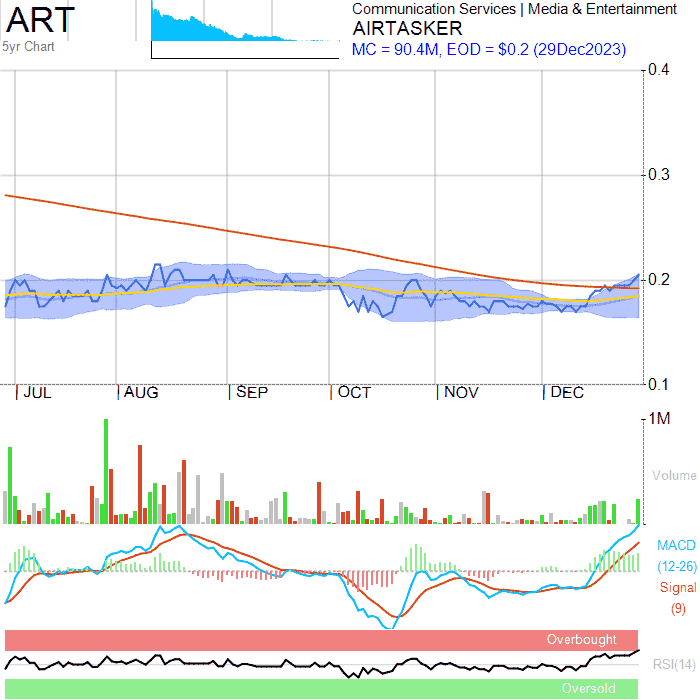 ART
5yr Chart
Communication Services | Media & Entertainment
AIRTASKER
MC = 90.4M, EOD = $0.2 (29Dec2023)
0.4
0.3
0.2
0.1
JUL
AUG
SEP
OCT
NOV
DEC
1M
Volume
MACD
(12-26)
Signal
(9)
Overbought
RSI(14)
Oversold